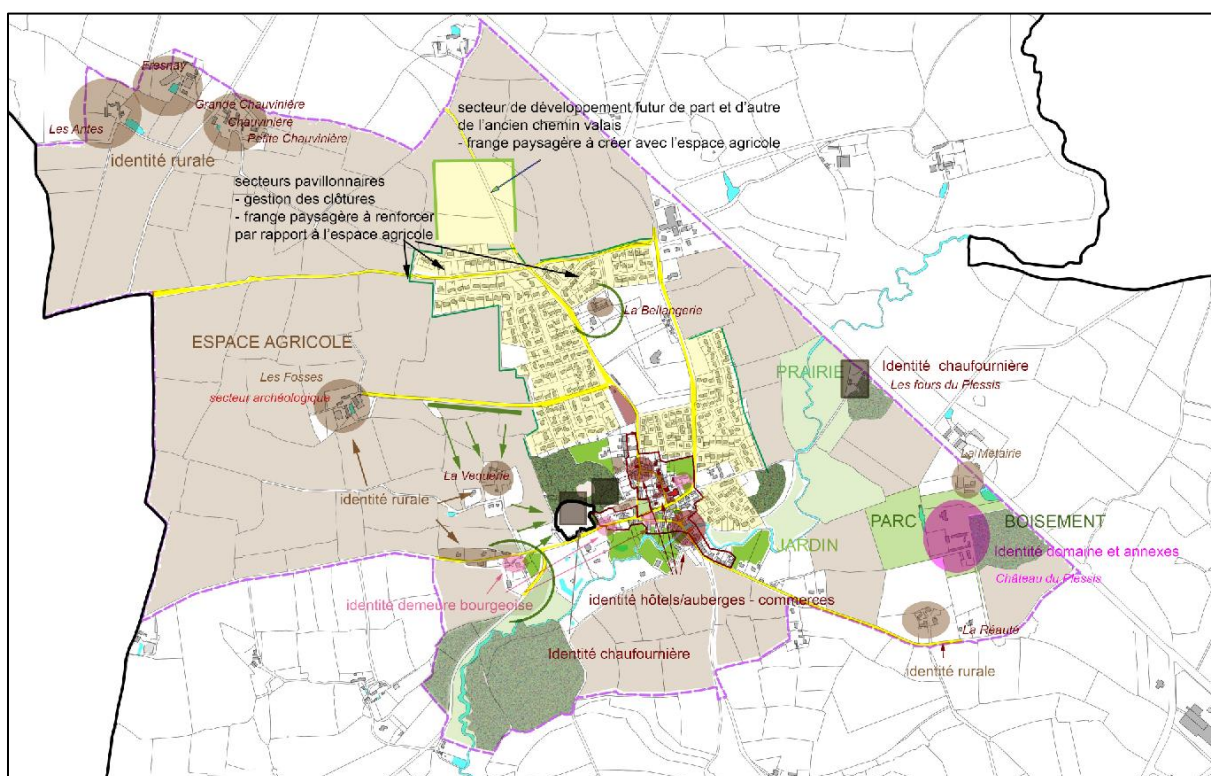 Fresnay
Les Antes
Grande Chauvinière
Chauvinière
Petite Chauvinière
identité rurale
secteur de développement futur de part et d'autre
de l'ancien chemin valais
- frange paysagère à créer avec l'espace agricole
secteurs pavillonnaires
- gestion des clôtures
- frange paysagère à renforcer
par rapport à l'espace agricole
La Bellangerie
ESPACE AGRICOLE
Les Fosses
secteur archéologique
PRAIRIE
Identité chaufournière
Les fours du Plessis
La Métairie
La Vequerie
identité rurale
PARC
BOISEMENT
JARDIN
Identité domaine et annexes
Château du Plessis
identité demeure bourgeoise
identité hôtels/auberges - commerces
La Réauté
Identité chaufournière
identité rurale